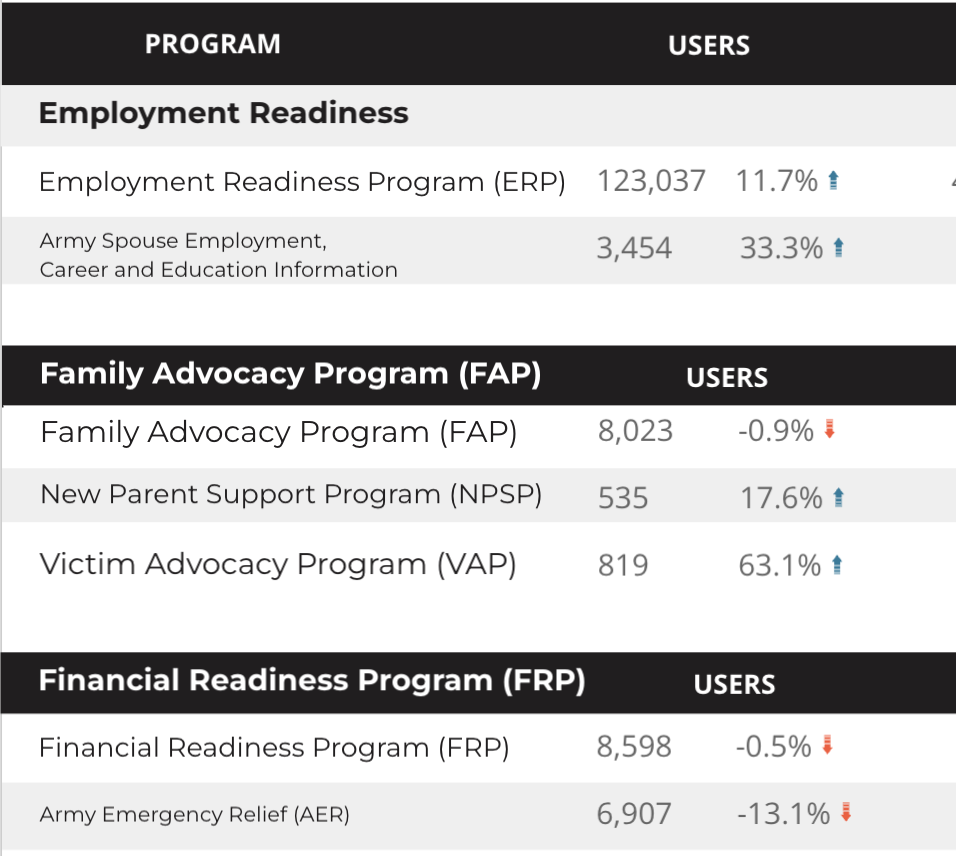 PROGRAM USERS
Employment Readiness
Employment Readiness Program (ERP) 123,037 11.7%
Army Spouse Employment,
Career and Education Information 3,454 33.3%
Family Advocacy Program (FAP) USERS
Family Advocacy Program (FAP) 8,023 -0.9%
New Parent Support Program (NPSP) 535 17.6%
Victim Advocacy Program (VAP) 819 63.1%
Financial Readiness Program (FRP) USERS
Financial Readiness Program (FRP) 8,598 -0.5%
Army Emergency Relief (AER) 6,907 -13.1%